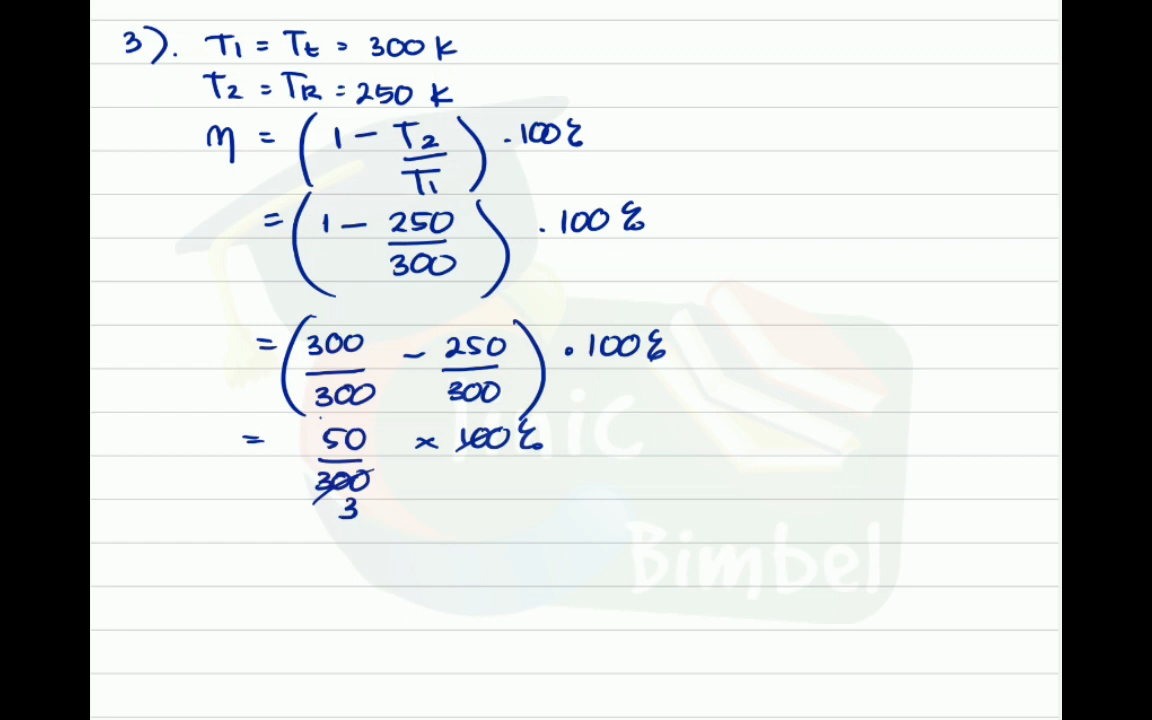 3). T1 = Tt = 300 K
T2 = TR = 250 K
η = (1 - T2/T1) . 100%
= (1 - 250/300) . 100%
= (300/300 - 250/300) . 100%
= 50/300 × 100%
3
Bimbel